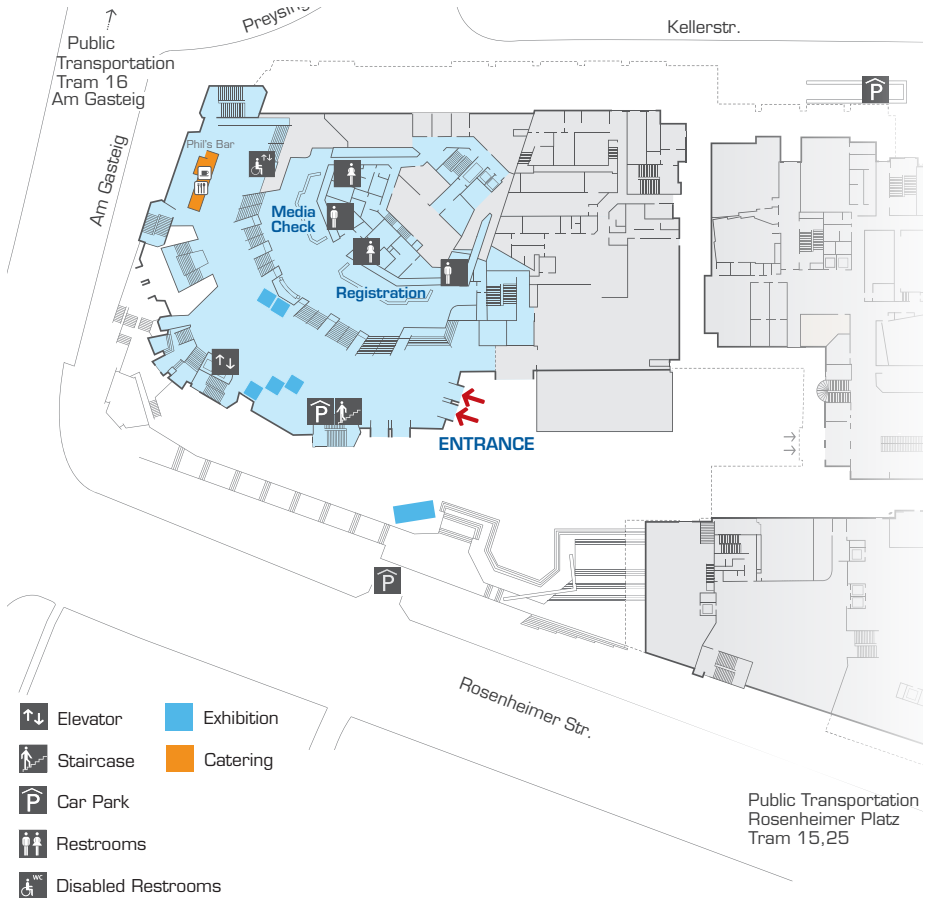 Preysing
Kellerstr.
Public
Transportation
Tram 16
Am Gasteig
P
Am Gasteig
Phil's Bar
Media
Check
Registration
P
ENTRANCE
P
Rosenheimer Str.
Elevator
Exhibition
Staircase
Catering
P
Car Park
Restrooms
WC
Disabled Restrooms
Public Transportation
Rosenheimer Platz
Tram 15,25